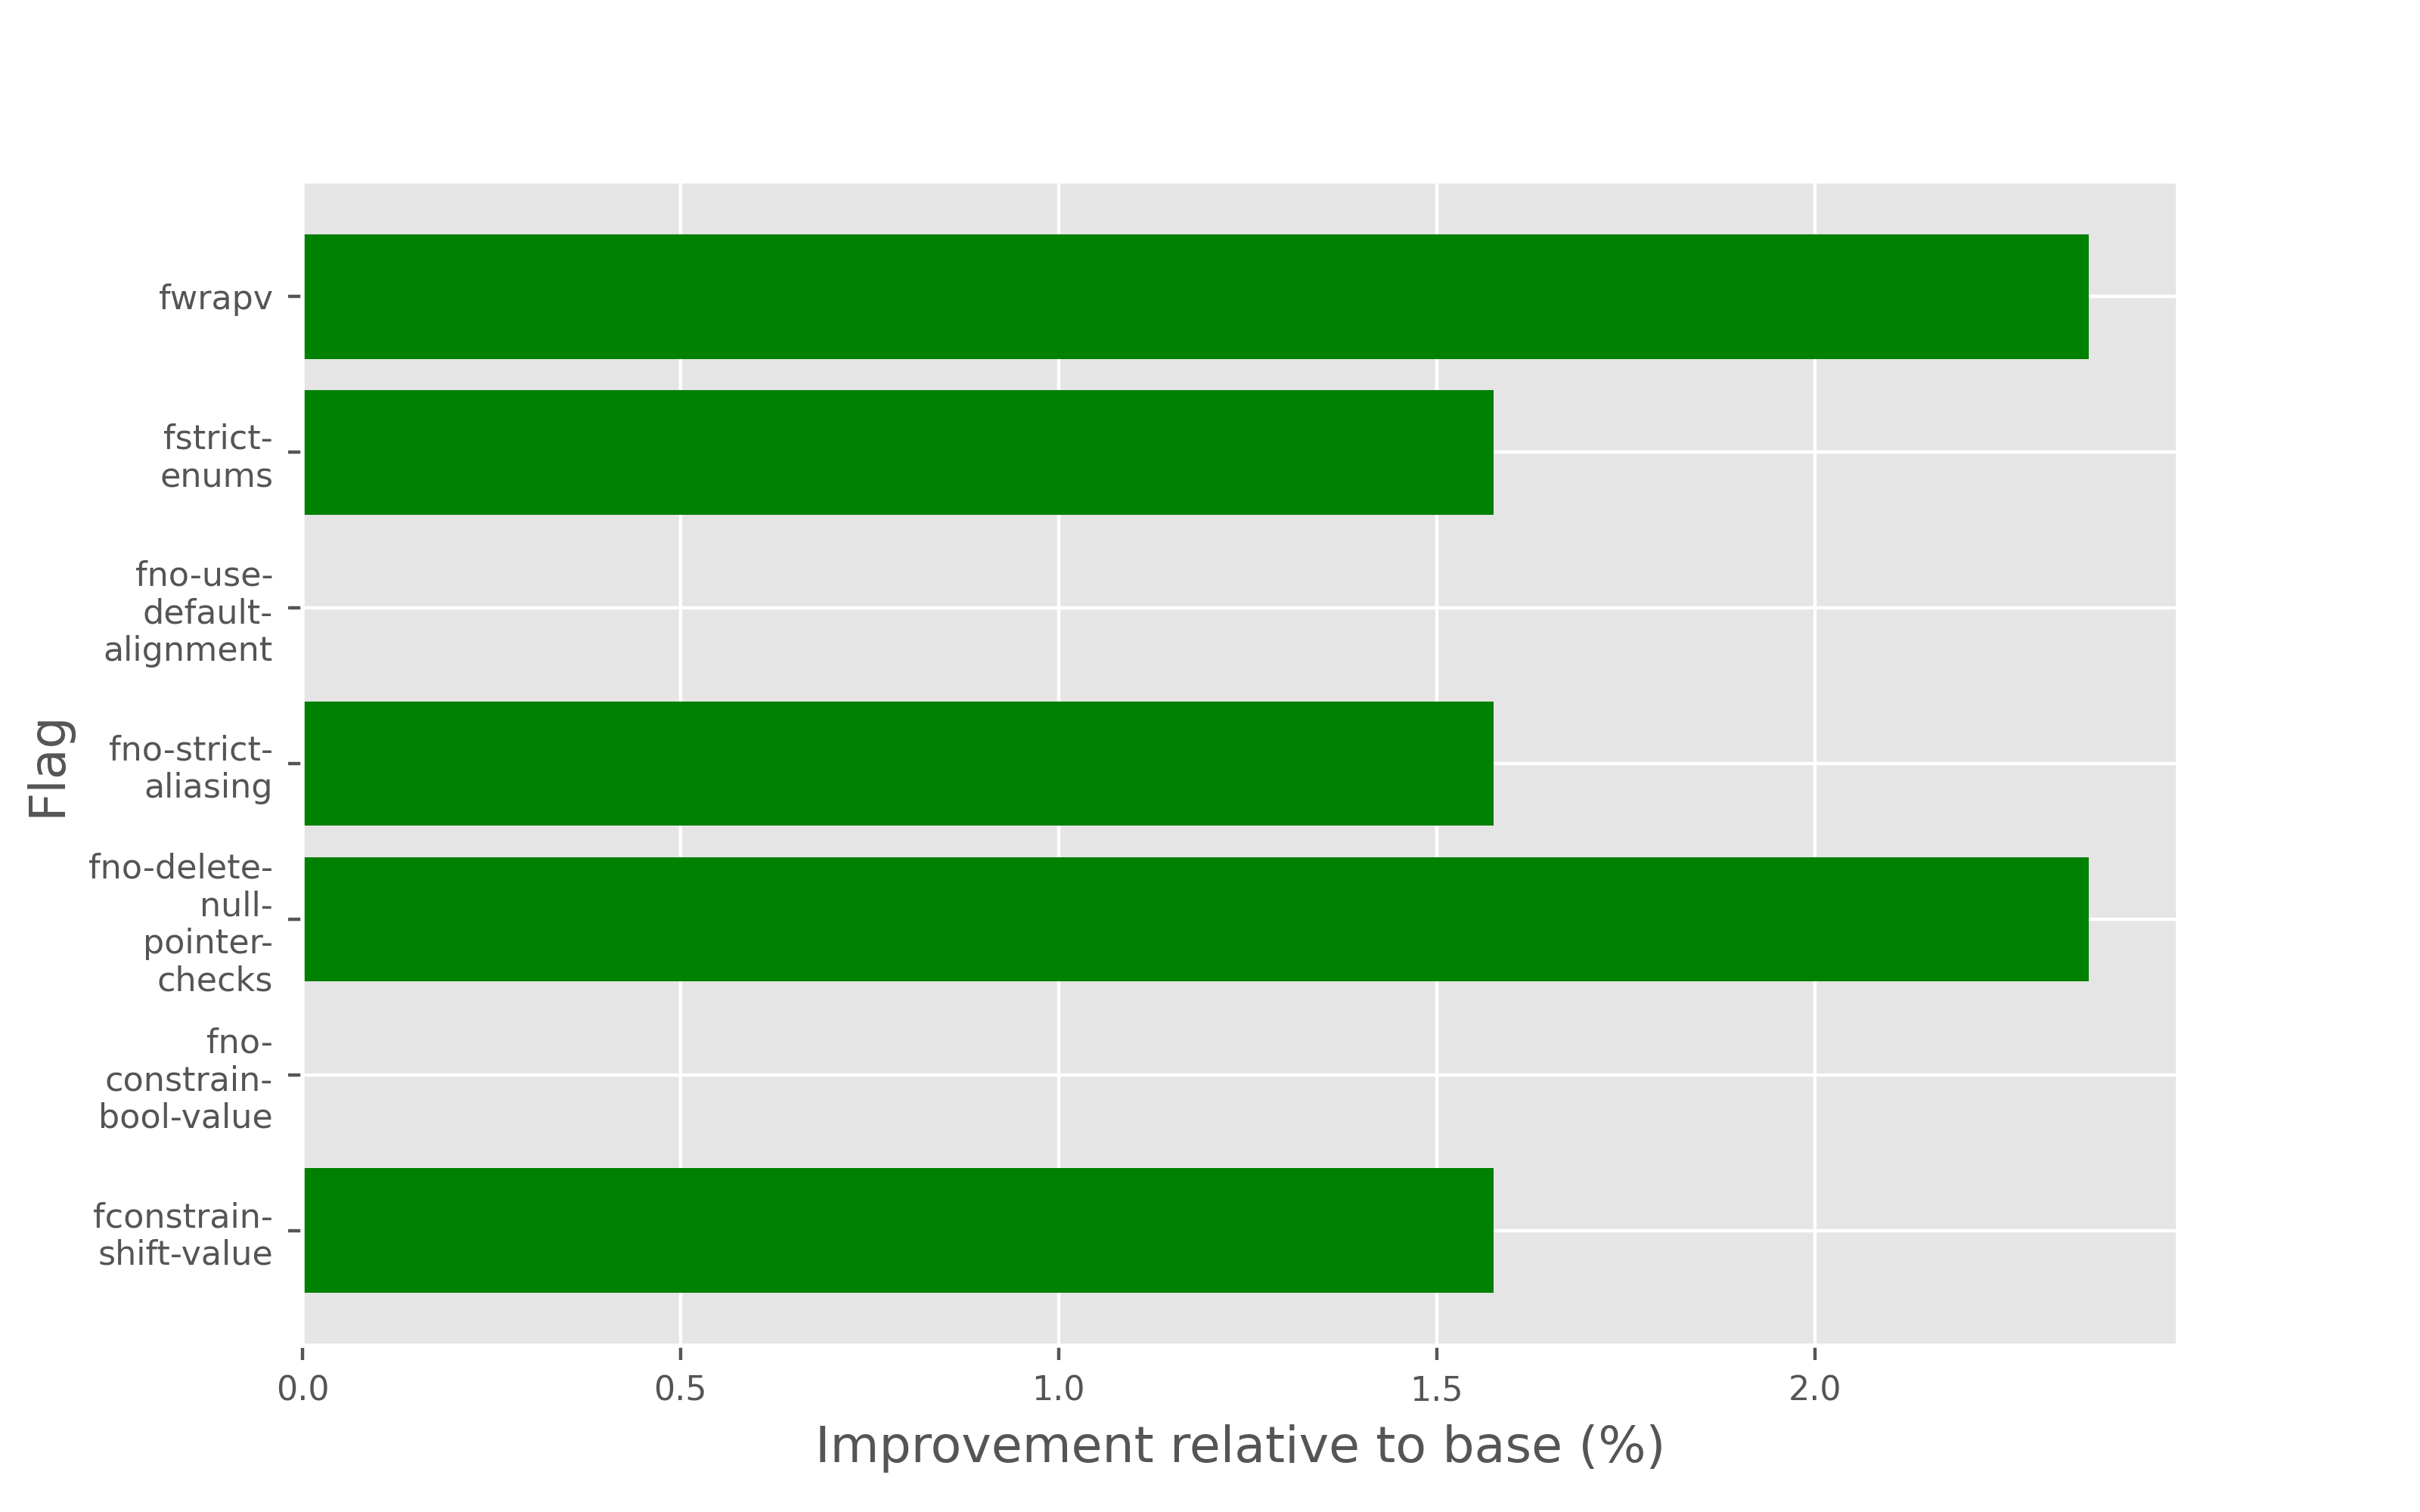 fwrapv
fstrict-
enums
fno-use-
default-
alignment
fno-strict-
aliasing
fno-delete-
null-
pointer-
checks
fno-
constrain-
bool-value
fconstrain-
shift-value
Flag
0.0 0.5 1.0 1.5 2.0
Improvement relative to base (%)